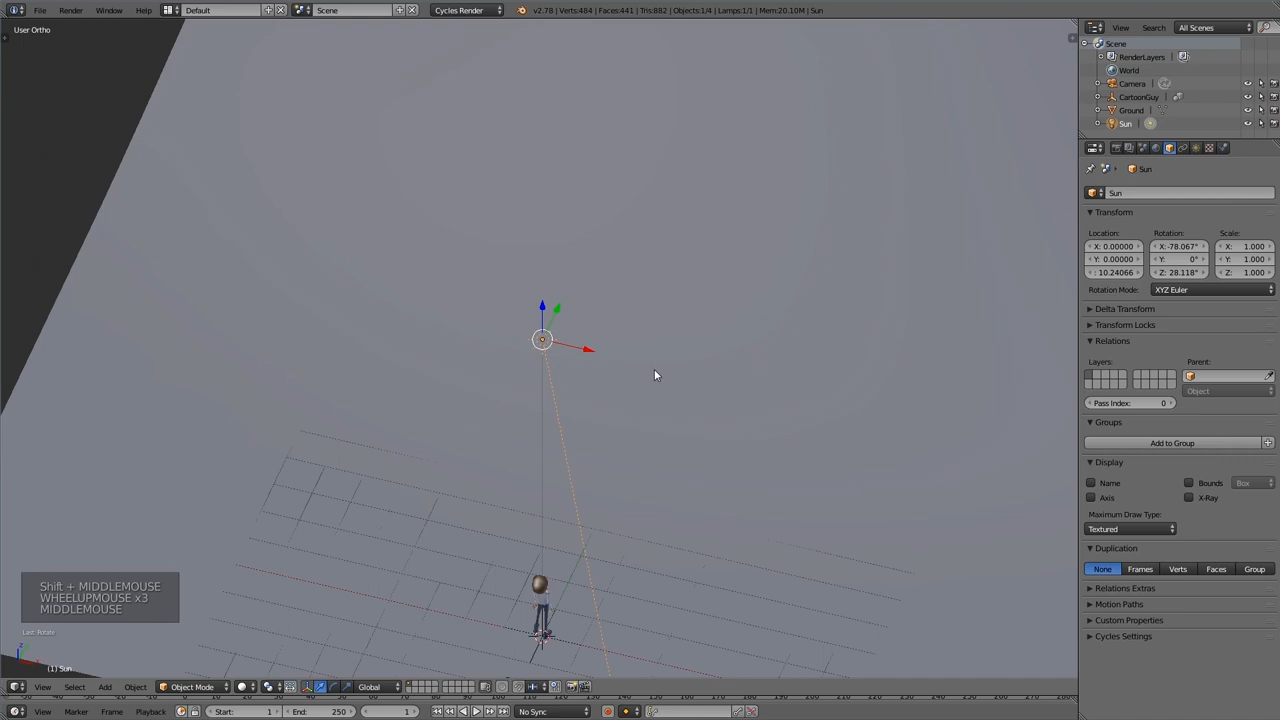 File Render Window Help Default Scene Cycles Render v2.78 | Verts:484 | Faces:441 | Tris:882 | Objects:1/4 | Lamps:1/1 | Mem:20.10M | Sun
User Ortho
View Search All Scenes
Scene
RenderLayers
World
Camera
CartoonGuy
Ground
Sun
Sun
Sun
Transform
Location: Rotation: Scale:
X: 0.00000 X:-78.067° X: 1.000
Y: 0.00000 Y: 0° Y: 1.000
: 10.24066 Z: 28.118° Z: 1.000
Rotation Mode: XYZ Euler
Delta Transform
Transform Locks
Relations
Layers: Parent:
Object
Pass Index: 0
Groups
Add to Group
Display
Name Bounds Box
Axis X-Ray
Maximum Draw Type:
Textured
Duplication
None Frames Verts Faces Group
Relations Extras
Motion Paths
Custom Properties
Cycles Settings
Shift + MIDDLEMOUSE
WHEELUPMOUSE x3
MIDDLEMOUSE
Last: Rotate
(1) Sun
View Select Add Object Object Mode Global
View Marker Frame Playback Start: 1 End: 250 1 No Sync